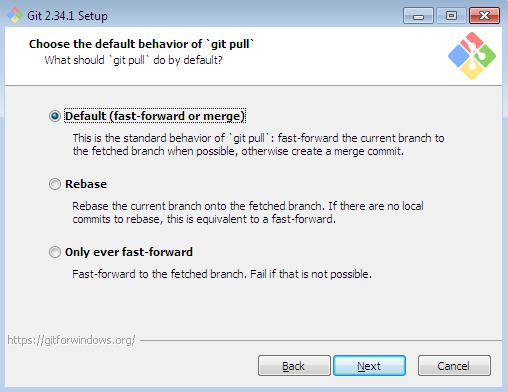 Git 2.34.1 Setup
Choose the default behavior of `git pull`
What should `git pull` do by default?
Default (fast-forward or merge)
This is the standard behavior of `git pull`: fast-forward the current branch to
the fetched branch when possible, otherwise create a merge commit.
Rebase
Rebase the current branch onto the fetched branch. If there are no local
commits to rebase, this is equivalent to a fast-forward.
Only ever fast-forward
Fast-forward to the fetched branch. Fail if that is not possible.
https://gitforwindows.org/
Back
Next
Cancel